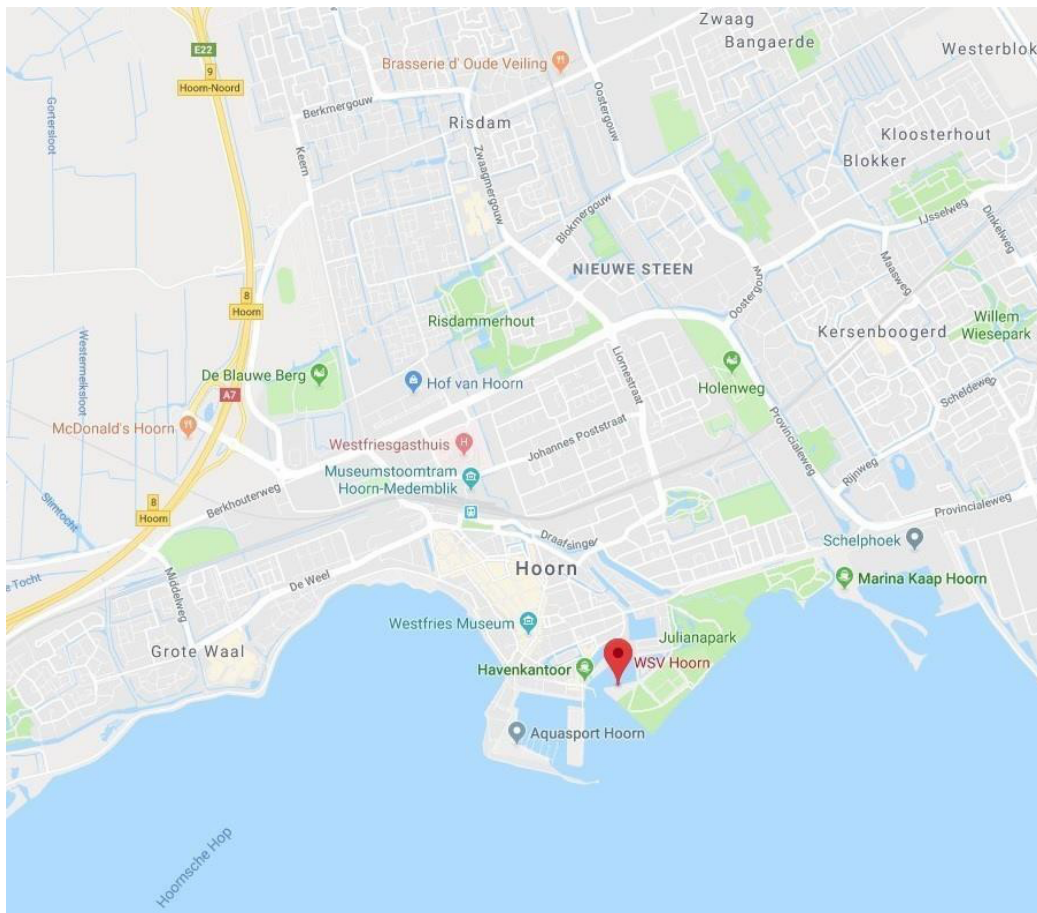 Zwaag
Bangaerde
Westerblok
E22
9
Hoorn-Noord
Brasserie d' Oude Veiling
Gortersloot
Berkmergouw
Oostergouw
Risdam
Kloosterhout
Blokker
Keern
Zwaagmergouw
IJsselweg
Dinkelweg
Blokmergouw
NIEUWE STEEN
Maasweg
Oostergouw
8
Hoorn
Westermelksloot
Risdammerhout
Kersenboogerd
Willem
Wiesepark
De Blauwe Berg
Hof van Hoorn
Liornestraat
Holenweg
A7
Scheldeweg
McDonald's Hoorn
Westfriesgasthuis
H
Johannes Poststraat
Provincialeweg
Museumstoomtram
Hoorn-Medemblik
Rijnweg
Slimtocht
8
Hoorn
Berkhouterweg
Provincialeweg
Draafsingel
Schelphoek
Hoorn
e Tocht
Middelweg
De Weel
Marina Kaap Hoorn
Westfries Museum
Julianapark
Grote Waal
Havenkantoor
WSV Hoorn
Aquasport Hoorn
Hoornsche Hop